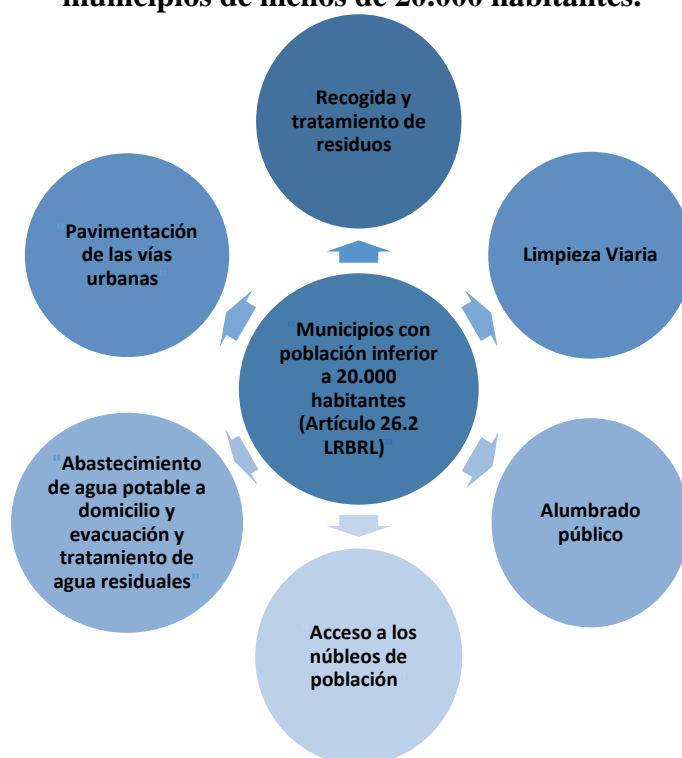 municipios de menos de 20.000 habitantes.
"Recogida y
tratamiento de
residuos"
"Pavimentación
de las vías
urbanas"
Limpieza Viaria
"Municipios con
población inferior
a 20.000
habitantes
(Artículo 26.2
LRBRL)"
"Abastecimiento
de agua potable a
domicilio y
evacuación y
tratamiento de
agua residuales"
Alumbrado
público
"Acceso a los
núbleos de
población"